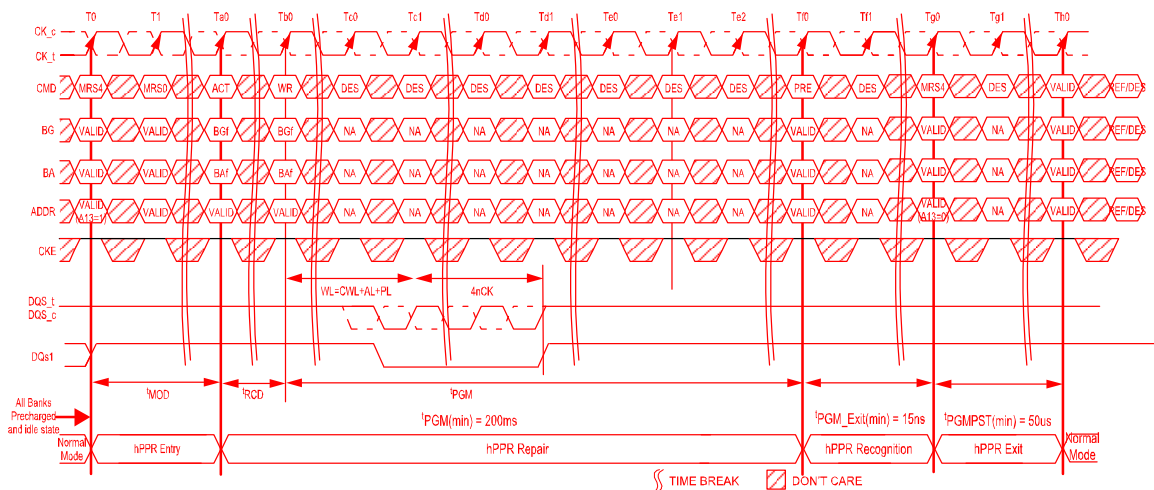 T0 T1 Ta0 Tb0 Tc0 Tc1 Td0 Td1 Te0 Te1 Te2 Tf0 Tf1 Tg0 Tg1 Th0
CK_c
CK_t
CMD MRS4 MRS0 ACT WR DES DES DES DES DES DES DES PRE DES MRS4 DES VALID REF/DES
BG VALID VALID BGf BGf NA NA NA NA NA NA NA VALID NA VALID NA VALID REF/DES
BA VALID VALID BAf BAf NA NA NA NA NA NA NA VALID NA VALID NA VALID REF/DES
ADDR VALID (A13=1) VALID VALID VALID NA NA NA NA NA NA NA VALID NA VALID (A13=0) NA VALID REF/DES
CKE
WL=CWL+AL+PL 4nCK
DQS_t
DQS_c
DQs1
tMOD tRCD tPGM
All Banks
Precharged
and idle state
tPGM(min) = 200ms tPGM_Exit(min) = 15ns tPGMPST(min) = 50us
Normal
Mode
hPPR Entry hPPR Repair hPPR Recognition hPPR Exit
Normal
Mode
TIME BREAK DON'T CARE